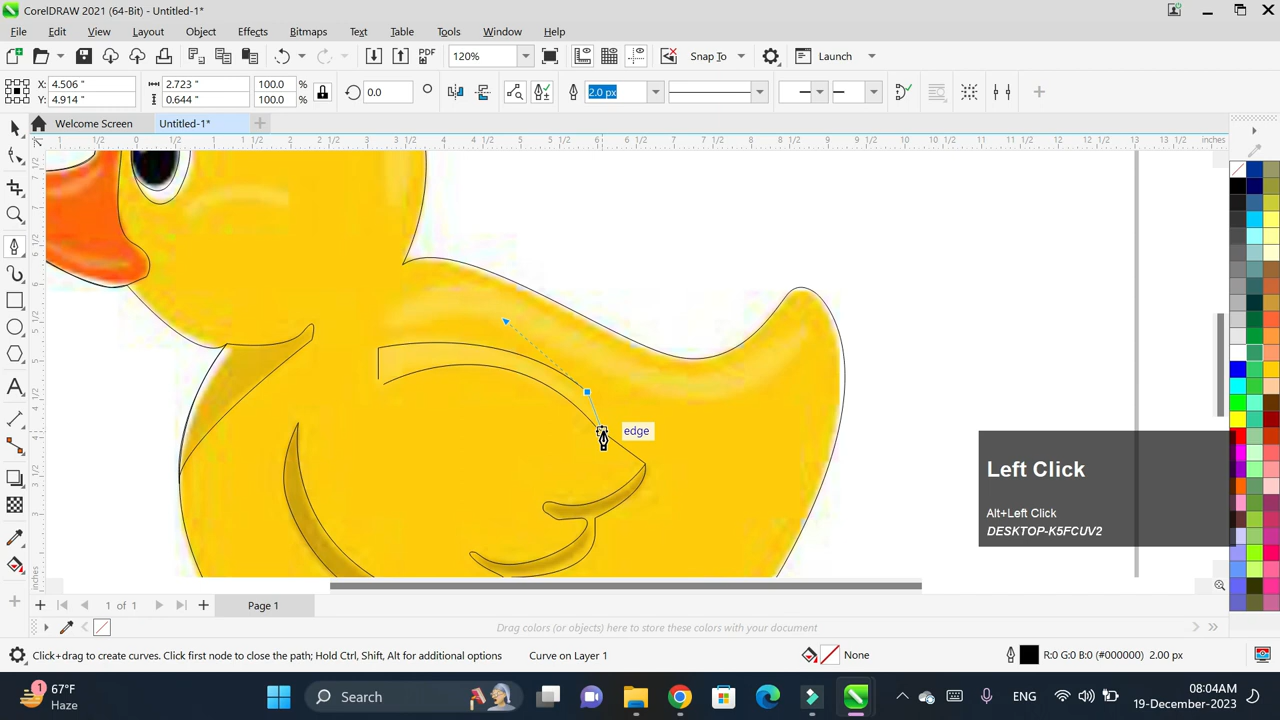 CorelDRAW 2021 (64-Bit) - Untitled-1*
File Edit View Layout Object Effects Bitmaps Text Table Tools Window Help
PDF 120% Snap To Launch
X: 4.506 " 2.723 " 100.0 % 0.0 2.0 px
Y: 4.914 " 0.644 " 100.0 %
Welcome Screen Untitled-1*
inches
edge
Left Click
Alt+Left Click
DESKTOP-K5FCUV2
inches
1 of 1 Page 1
Drag colors (or objects) here to store these colors with your document
Click+drag to create curves. Click first node to close the path; Hold Ctrl, Shift, Alt for additional options Curve on Layer 1 None R:0 G:0 B:0 (#000000) 2.00 px
1 67°F
Haze
Search
ENG
08:04AM
19-December-2023